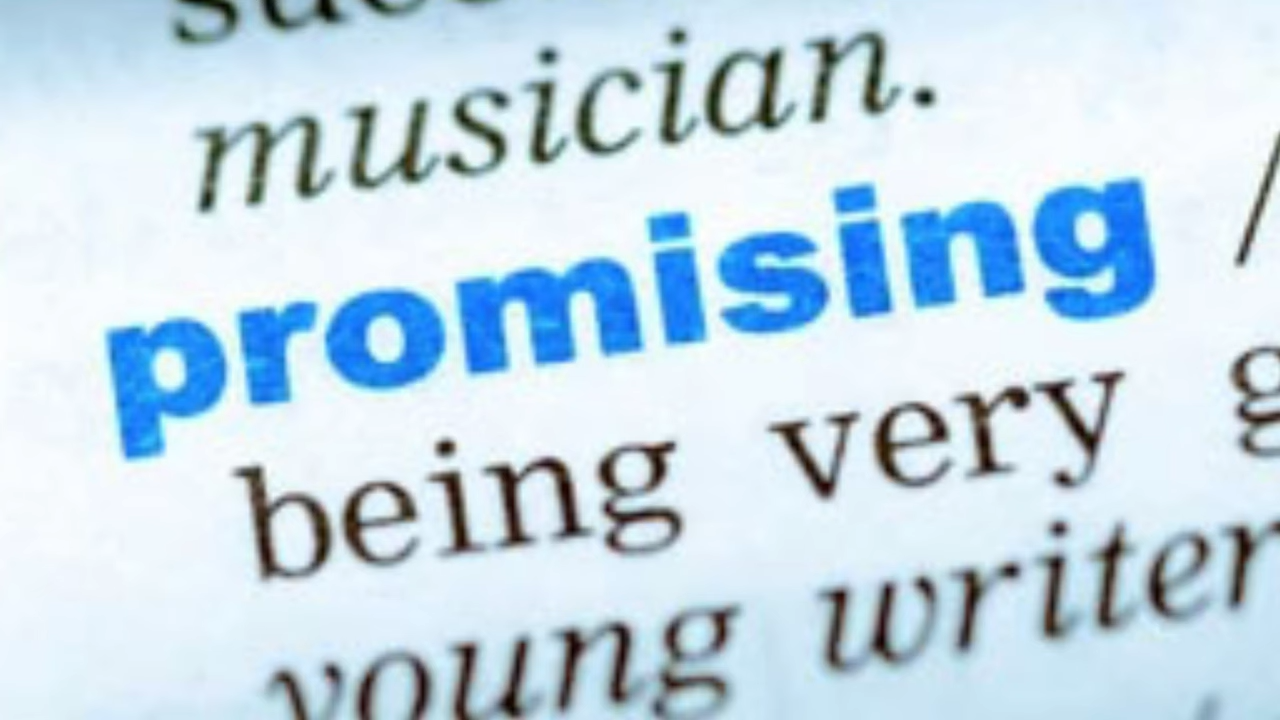 musician.
promising /
being very
young writer